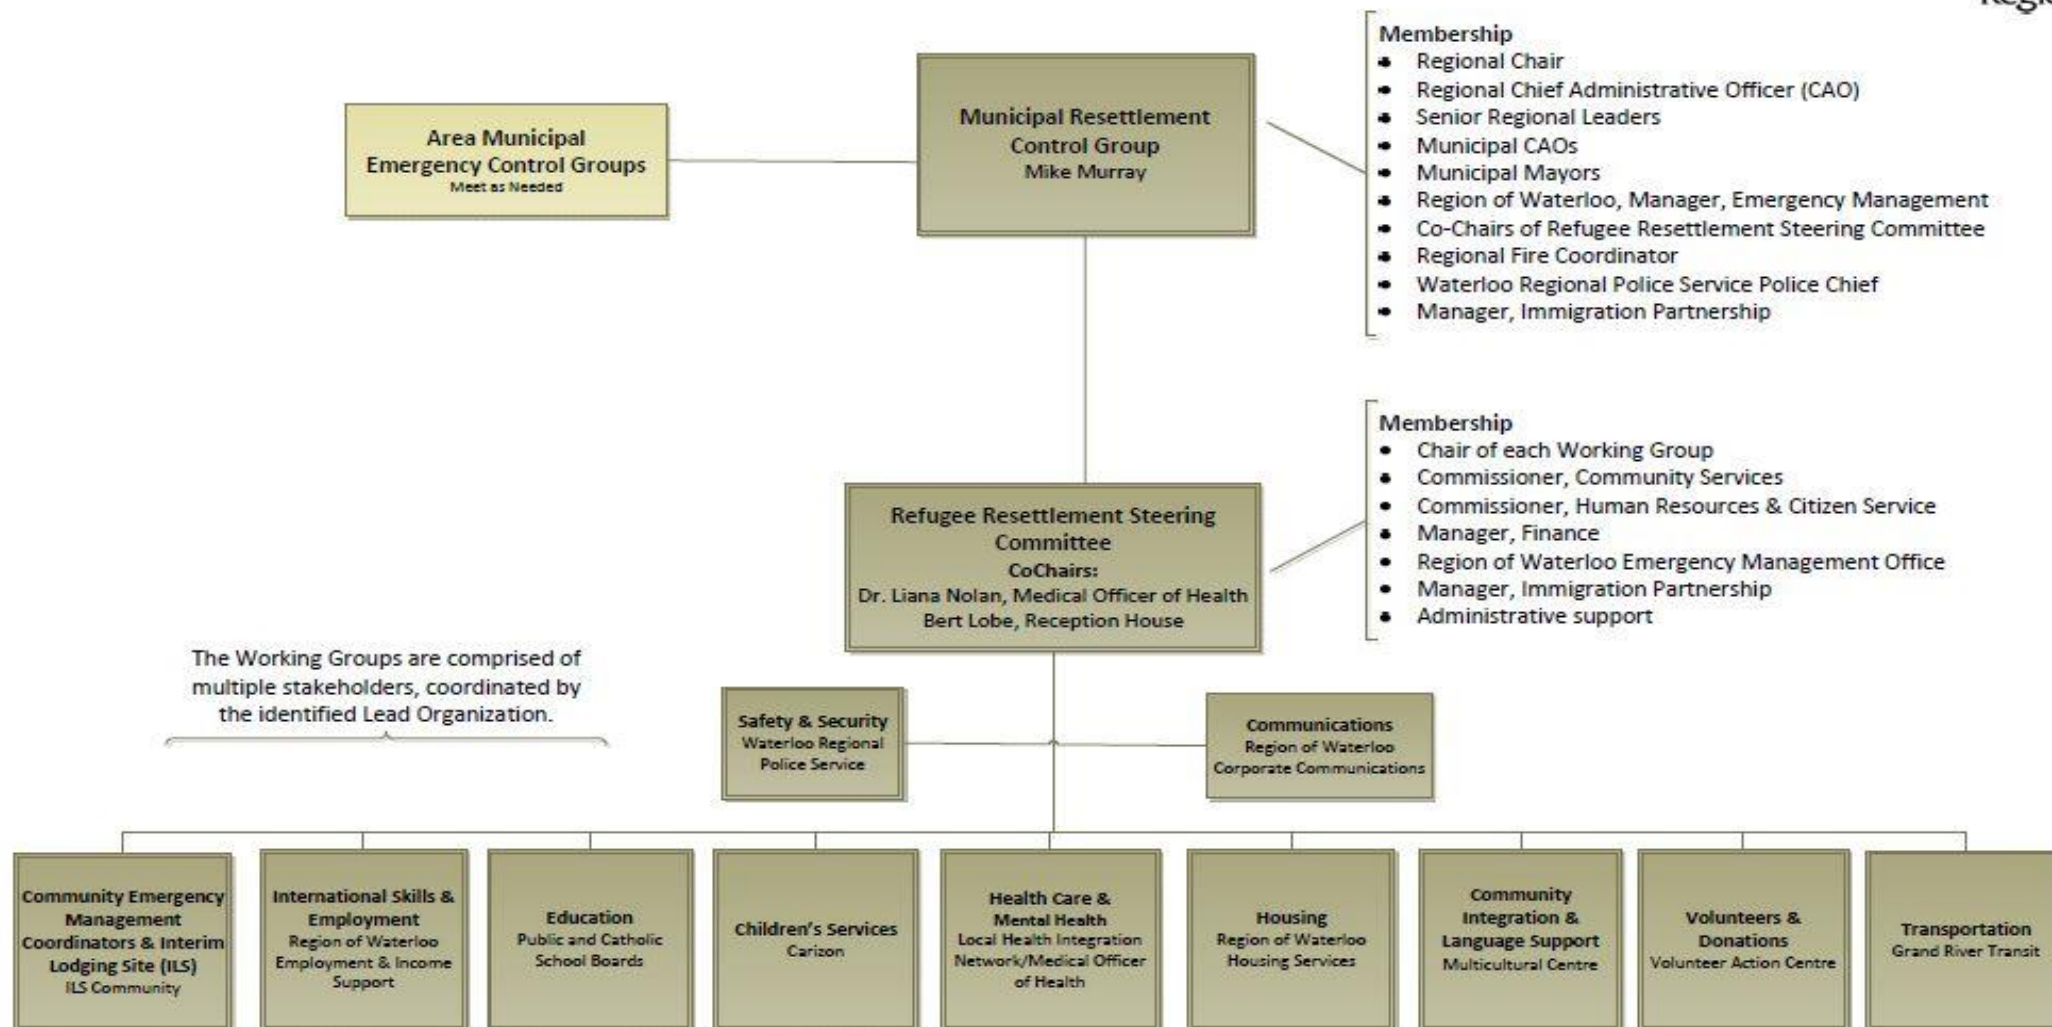 Membership
• Regional Chair
• Regional Chief Administrative Officer (CAO)
• Senior Regional Leaders
• Municipal CAOs
• Municipal Mayors
• Region of Waterloo, Manager, Emergency Management
• Co-Chairs of Refugee Resettlement Steering Committee
• Regional Fire Coordinator
• Waterloo Regional Police Service Police Chief
• Manager, Immigration Partnership
Municipal Resettlement
Control Group
Mike Murray
Area Municipal
Emergency Control Groups
Meet as Needed
Membership
• Chair of each Working Group
• Commissioner, Community Services
• Commissioner, Human Resources & Citizen Service
• Manager, Finance
• Region of Waterloo Emergency Management Office
• Manager, Immigration Partnership
• Administrative support
Refugee Resettlement Steering
Committee
CoChairs:
Dr. Liana Nolan, Medical Officer of Health
Bert Lobe, Reception House
The Working Groups are comprised of
multiple stakeholders, coordinated by
the identified Lead Organization.
Safety & Security
Waterloo Regional
Police Service
Communications
Region of Waterloo
Corporate Communications
Community Emergency
Management
Coordinators & Interim
Lodging Site (ILS)
ILS Community
International Skills &
Employment
Region of Waterloo
Employment & Income
Support
Education
Public and Catholic
School Boards
Children's Services
Carizon
Health Care &
Mental Health
Local Health Integration
Network/Medical Officer
of Health
Housing
Region of Waterloo
Housing Services
Community
Integration &
Language Support
Multicultural Centre
Volunteers &
Donations
Volunteer Action Centre
Transportation
Grand River Transit